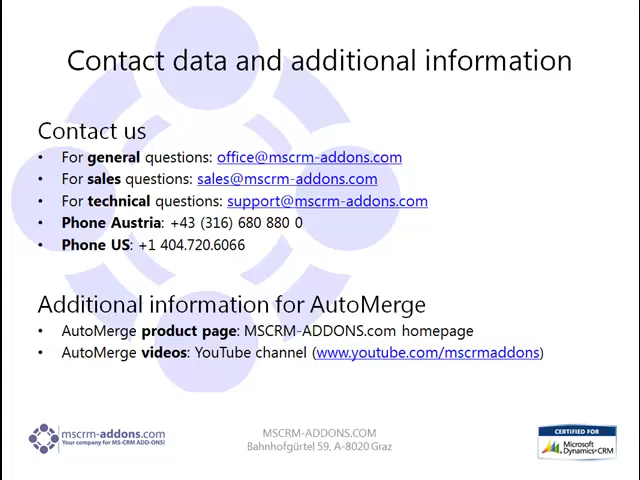 Contact data and additional information
Contact us
• For general questions: office@mscrm-addons.com
• For sales questions: sales@mscrm-addons.com
• For technical questions: support@mscrm-addons.com
• Phone Austria: +43 (316) 680 880 0
• Phone US: +1 404.720.6066
Additional information for AutoMerge
• AutoMerge product page: MSCRM-ADDONS.com homepage
• AutoMerge videos: YouTube channel (www.youtube.com/mscrmaddons)
mscrm-addons.com
Your company for MS-CRM ADD-ONS!
MSCRM-ADDONS.COM
Bahnhofgürtel 59, A-8020 Graz
CERTIFIED FOR
Microsoft
Dynamics CRM